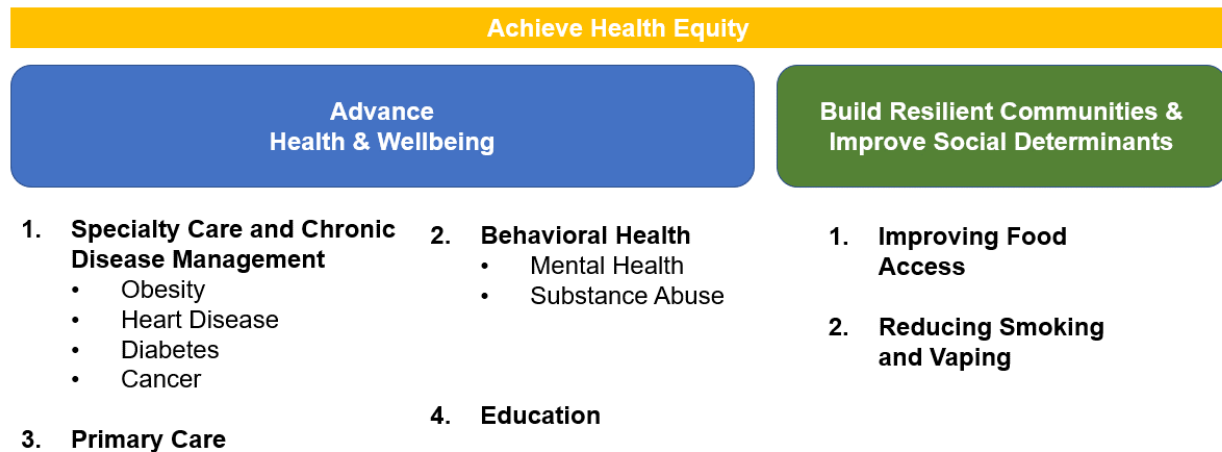 Achieve Health Equity
Advance
Health & Wellbeing
1. Specialty Care and Chronic
Disease Management
• Obesity
• Heart Disease
• Diabetes
• Cancer
2. Behavioral Health
• Mental Health
• Substance Abuse
3. Primary Care
4. Education
Build Resilient Communities &
Improve Social Determinants
1. Improving Food
Access
2. Reducing Smoking
and Vaping